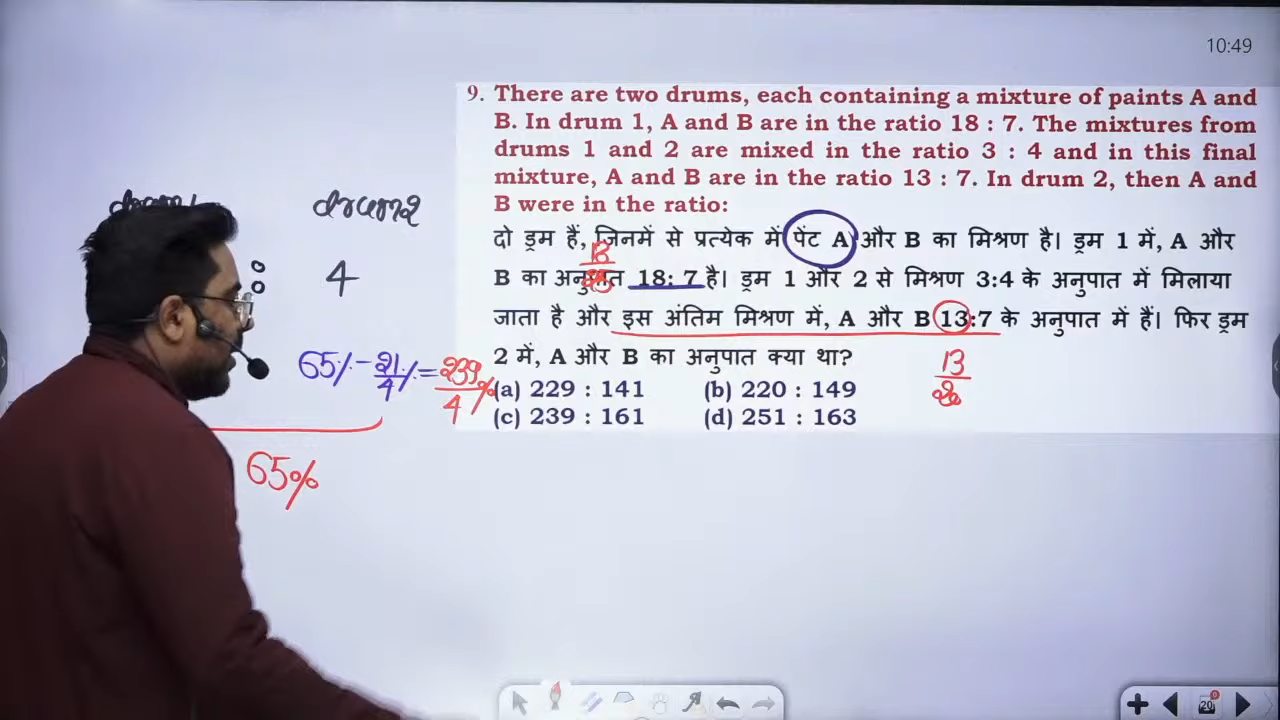 10:49
9. There are two drums, each containing a mixture of paints A and
B. In drum 1, A and B are in the ratio 18 : 7. The mixtures from
drums 1 and 2 are mixed in the ratio 3 : 4 and in this final
mixture, A and B are in the ratio 13 : 7. In drum 2, then A and
B were in the ratio:
दो ड्रम हैं, जिनमें से प्रत्येक में पेंट A और B का मिश्रण है। ड्रम 1 में, A और
B का अनुपात 18: 7 है। ड्रम 1 और 2 से मिश्रण 3:4 के अनुपात में मिलाया
जाता है और इस अंतिम मिश्रण में, A और B 13:7 के अनुपात में हैं। फिर ड्रम
2 में, A और B का अनुपात क्या था?
(a) 229 : 141 (b) 220 : 149
(c) 239 : 161 (d) 251 : 163
drum2
: 4
65% - 21/4% = 239/4%
65%
18
13/20
20